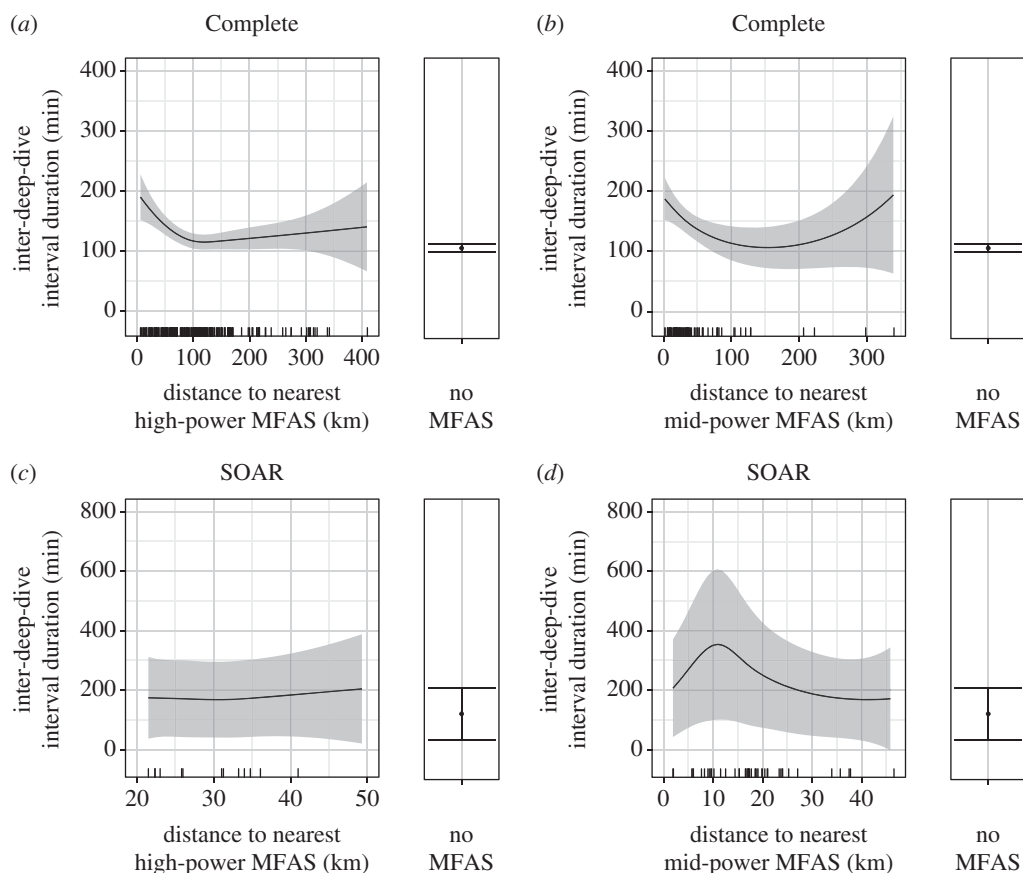 (a) Complete
inter-deep-dive
interval duration (min)
400
300
200
100
0
0 100 200 300 400
distance to nearest
high-power MFAS (km)
no
MFAS
(b) Complete
inter-deep-dive
interval duration (min)
400
300
200
100
0
0 100 200 300
distance to nearest
mid-power MFAS (km)
no
MFAS
(c) SOAR
inter-deep-dive
interval duration (min)
800
600
400
200
0
20 30 40 50
distance to nearest
high-power MFAS (km)
no
MFAS
(d) SOAR
inter-deep-dive
interval duration (min)
800
600
400
200
0
0 10 20 30 40
distance to nearest
mid-power MFAS (km)
no
MFAS